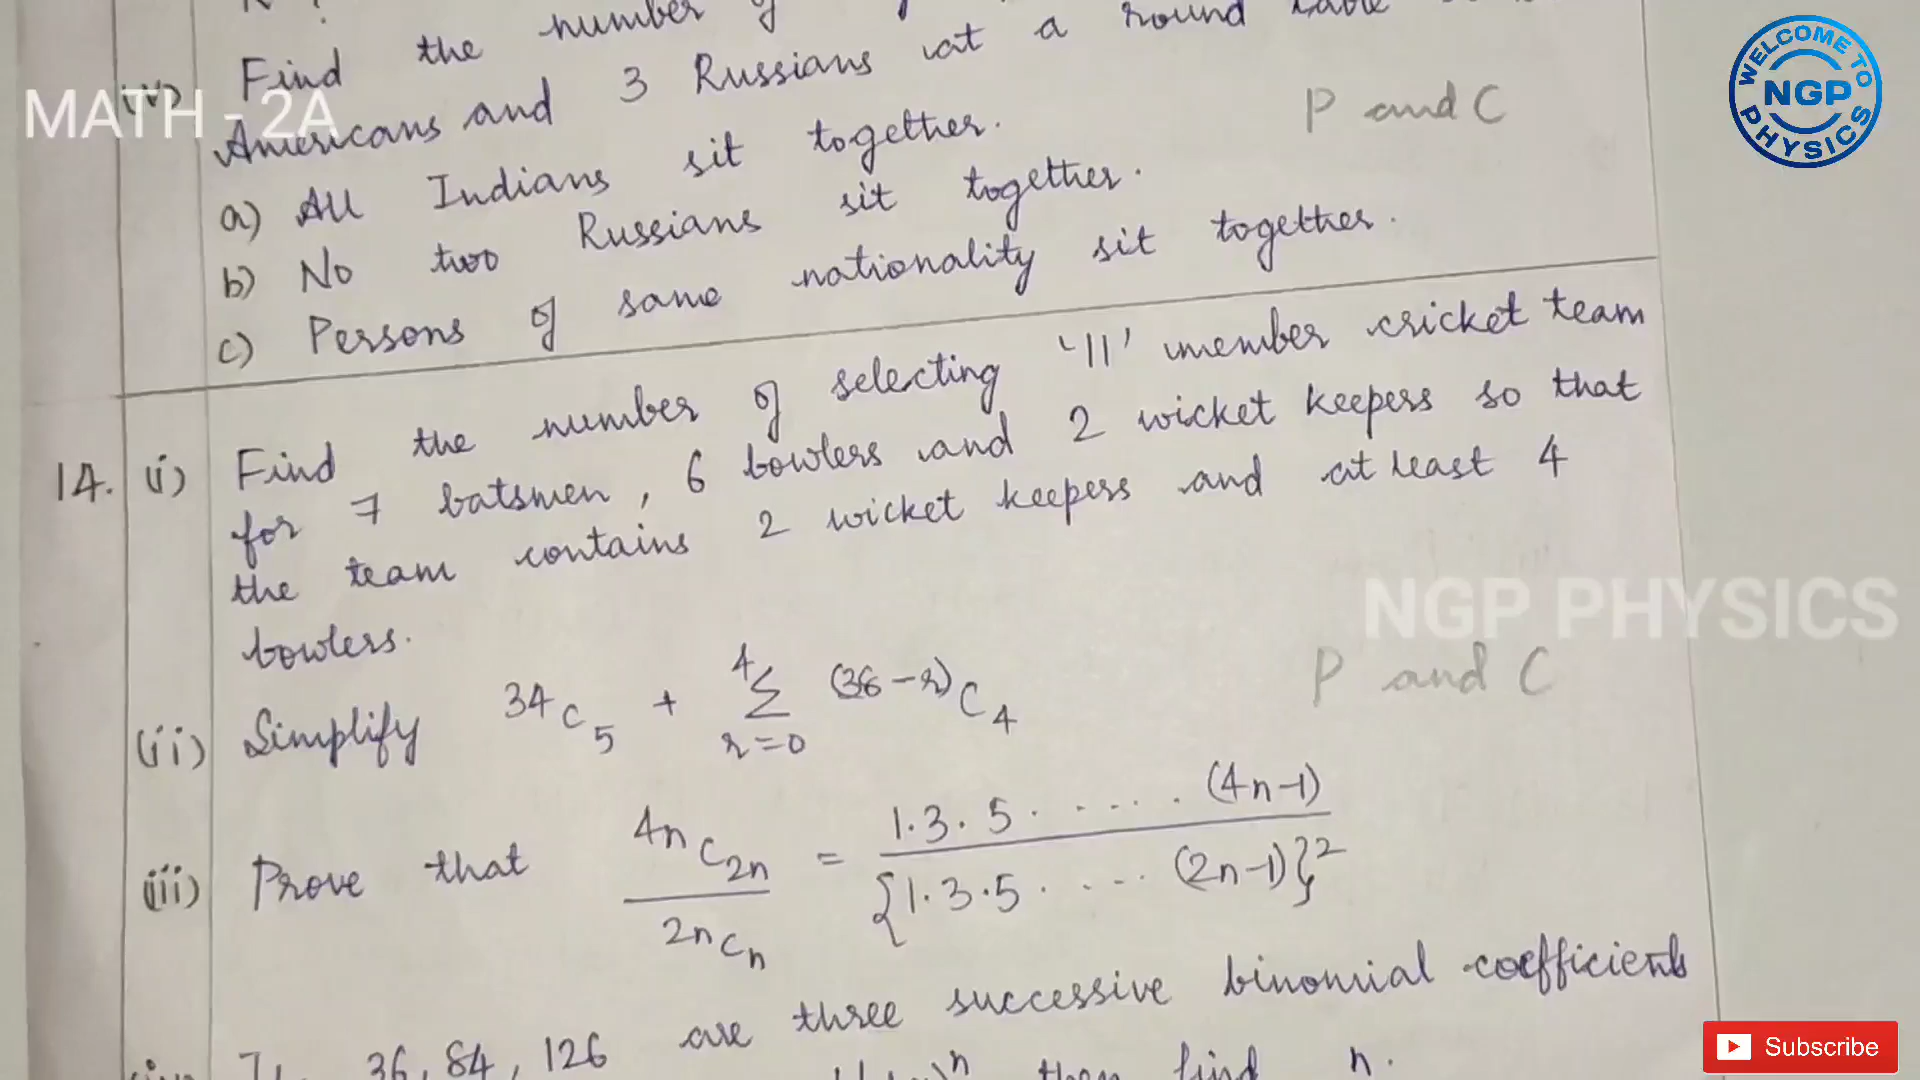 Find the number of
Americans and 3 Russians at a round table
a) All Indians sit together.
b) No two Russians sit together.
c) Persons of same nationality sit together.
14. (i) Find the number of selecting '11' member cricket team
for 7 batsmen, 6 bowlers and 2 wicket keepers so that
the team contains 2 wicket keepers and at least 4
bowlers.
(ii) Simplify ³⁴C₅ + ⁴Σᵣ₌₀ ⁽³⁸⁻ʳ⁾C₄
(iii) Prove that 4nC2n / 2nCn = 1.3.5.....(4n-1) / {1.3.5.....(2n-1)}²
36, 84, 126 are three successive binomial coefficients
then find n.
P and C
P and C
MATH - 2A
WELCOME TO
NGP
PHYSICS
NGP PHYSICS
Subscribe